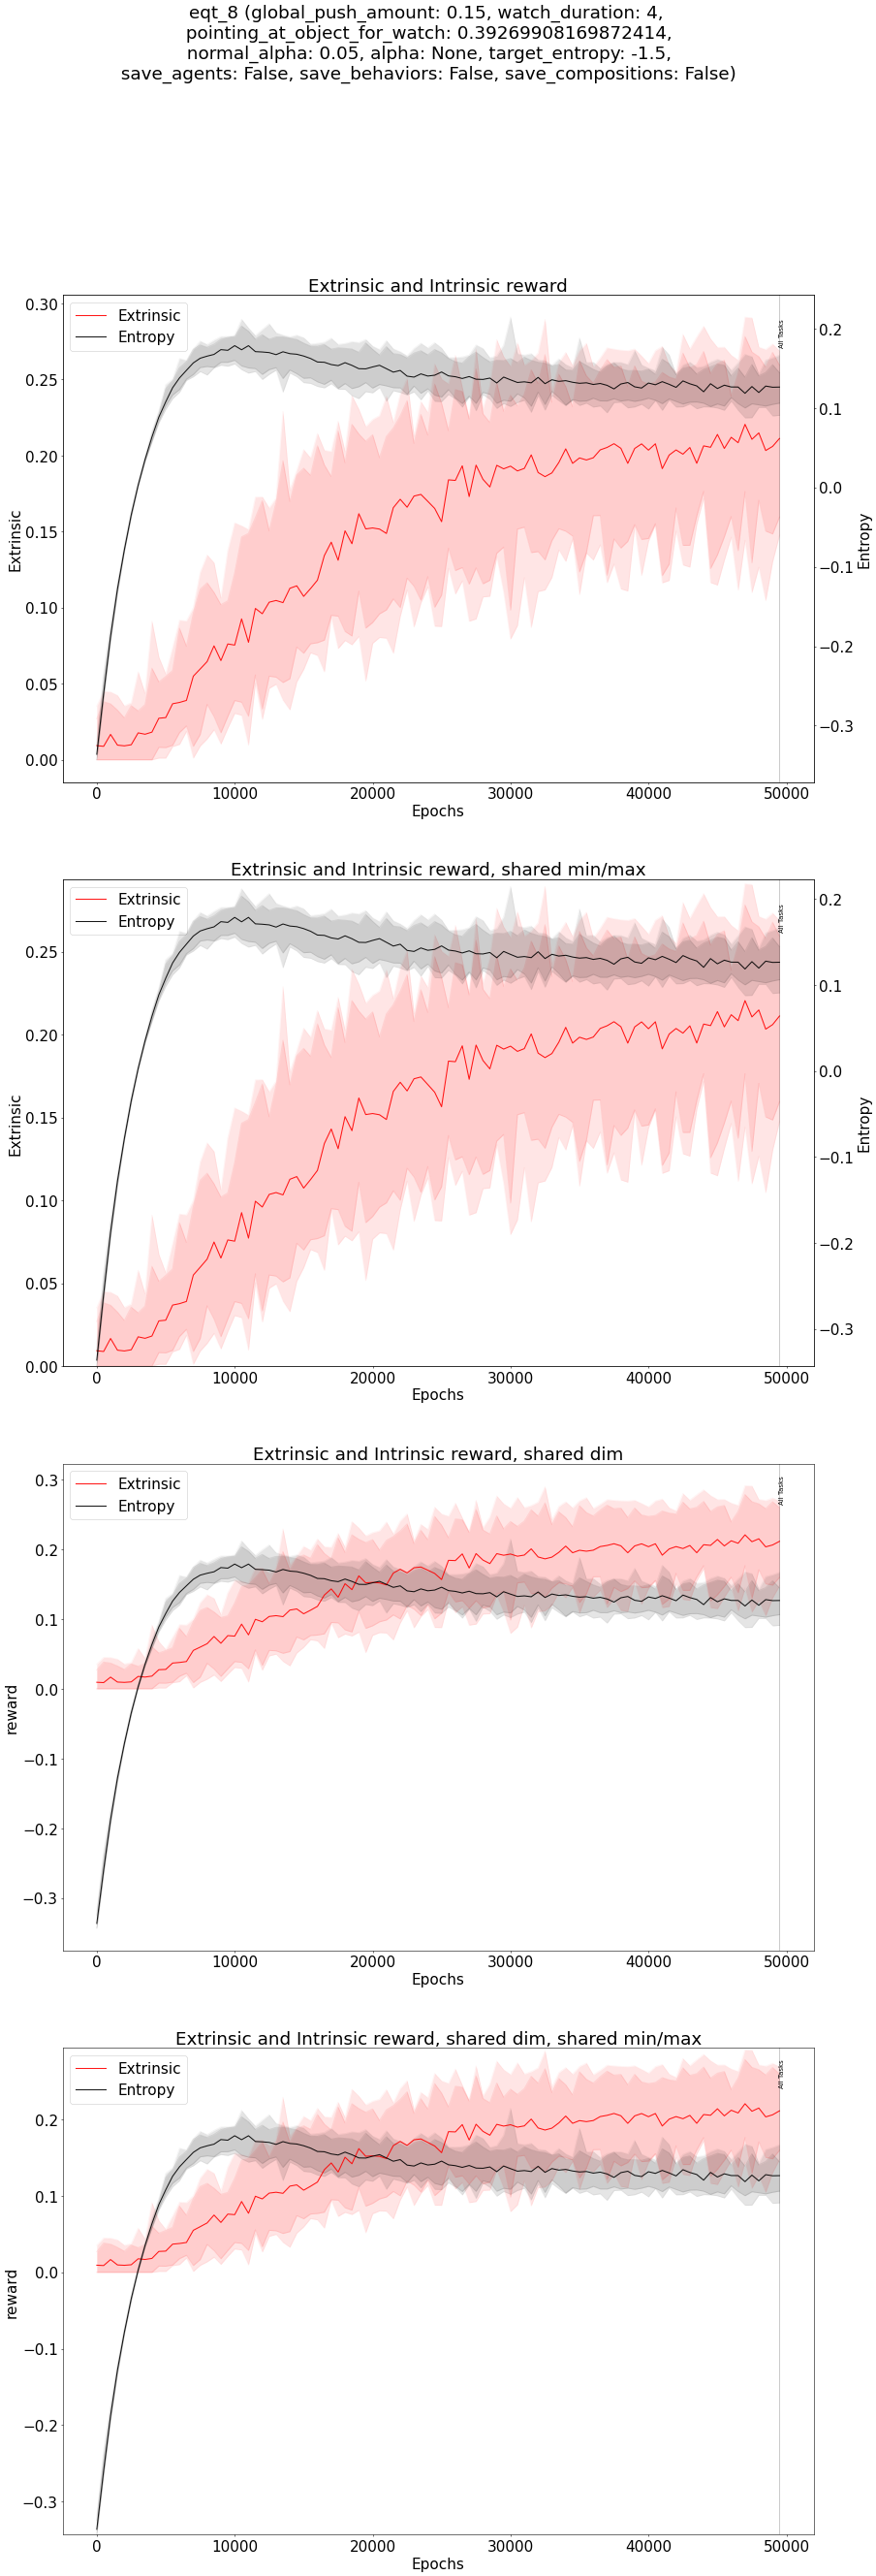 eqt_8 (global_push_amount: 0.15, watch_duration: 4,
pointing_at_object_for_watch: 0.39269908169872414,
normal_alpha: 0.05, alpha: None, target_entropy: -1.5,
save_agents: False, save_behaviors: False, save_compositions: False)
Extrinsic and Intrinsic reward
Extrinsic
Entropy
All Tasks
0.30
0.25
0.20
0.15
0.10
0.05
0.00
Extrinsic
0.2
0.1
0.0
−0.1
−0.2
−0.3
Entropy
0 10000 20000 30000 40000 50000
Epochs
Extrinsic and Intrinsic reward, shared min/max
Extrinsic
Entropy
All Tasks
0.25
0.20
0.15
0.10
0.05
0.00
Extrinsic
0.2
0.1
0.0
−0.1
−0.2
−0.3
Entropy
0 10000 20000 30000 40000 50000
Epochs
Extrinsic and Intrinsic reward, shared dim
Extrinsic
Entropy
All Tasks
0.3
0.2
0.1
0.0
−0.1
−0.2
−0.3
reward
0 10000 20000 30000 40000 50000
Epochs
Extrinsic and Intrinsic reward, shared dim, shared min/max
Extrinsic
Entropy
All Tasks
0.2
0.1
0.0
−0.1
−0.2
−0.3
reward
0 10000 20000 30000 40000 50000
Epochs